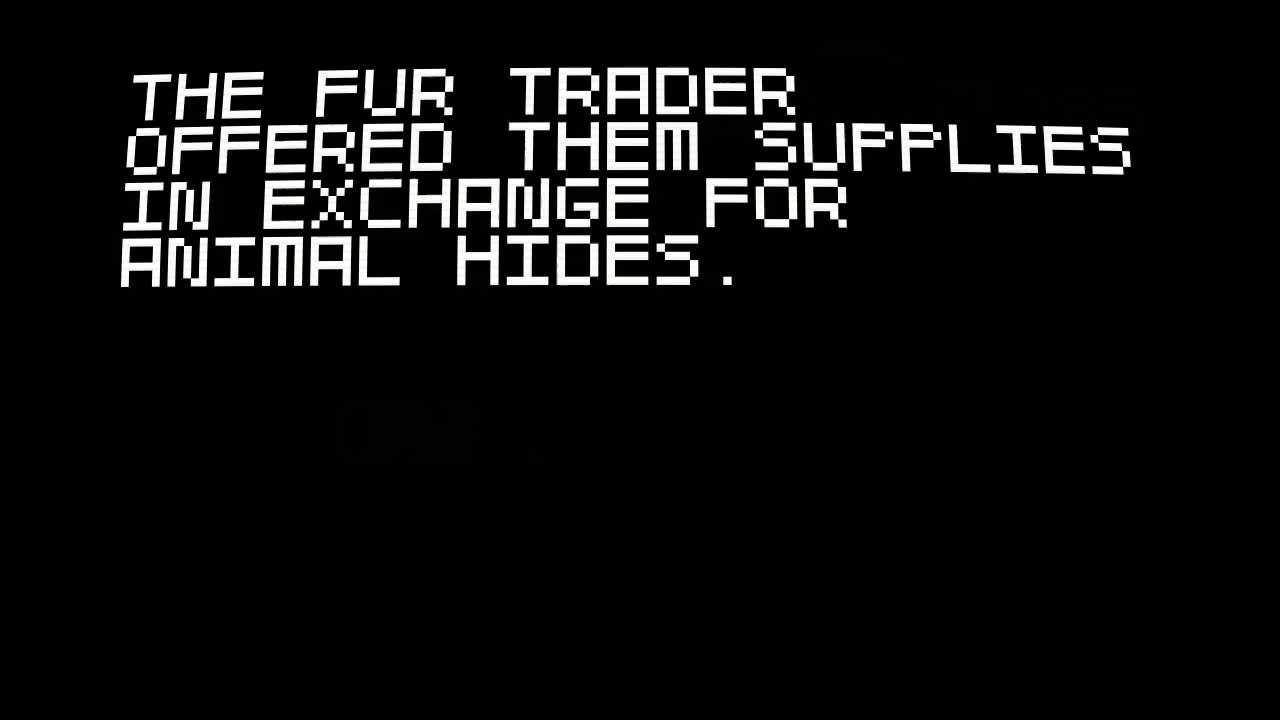 THE FUR TRADER
OFFERED THEM SUPPLIES
IN EXCHANGE FOR
ANIMAL HIDES.